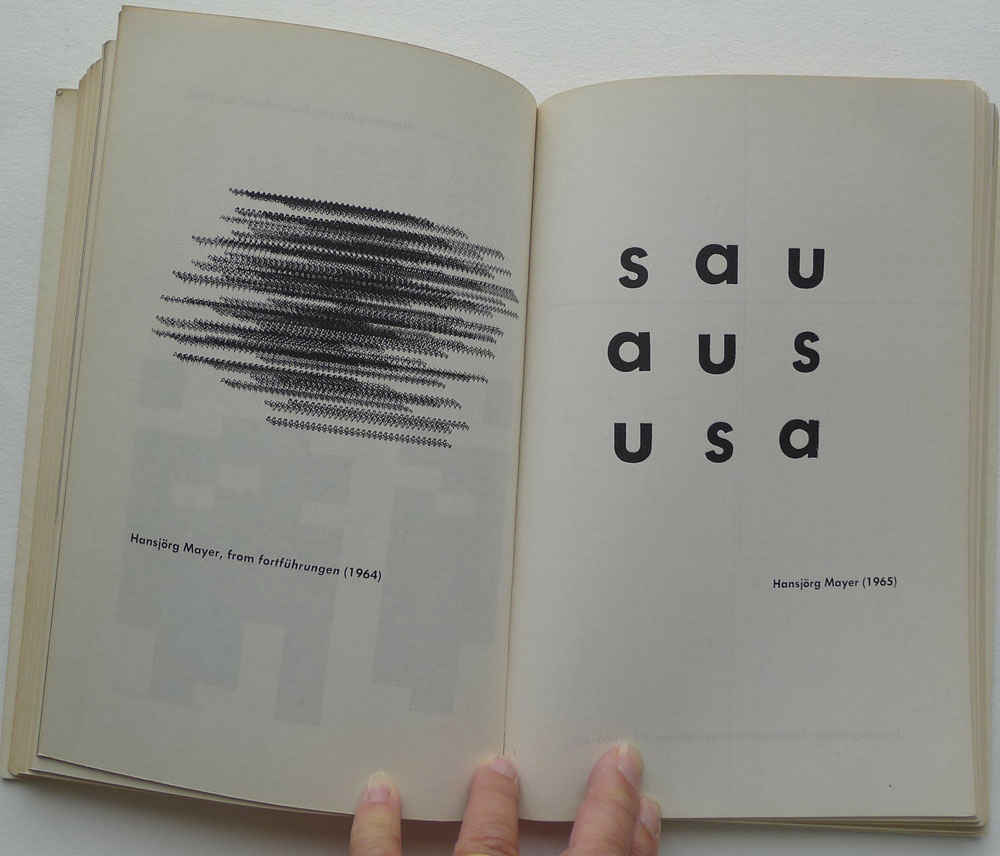 Hansjörg Mayer, from fortführungen (1964)
s a u
a u s
u s a
Hansjörg Mayer (1965)